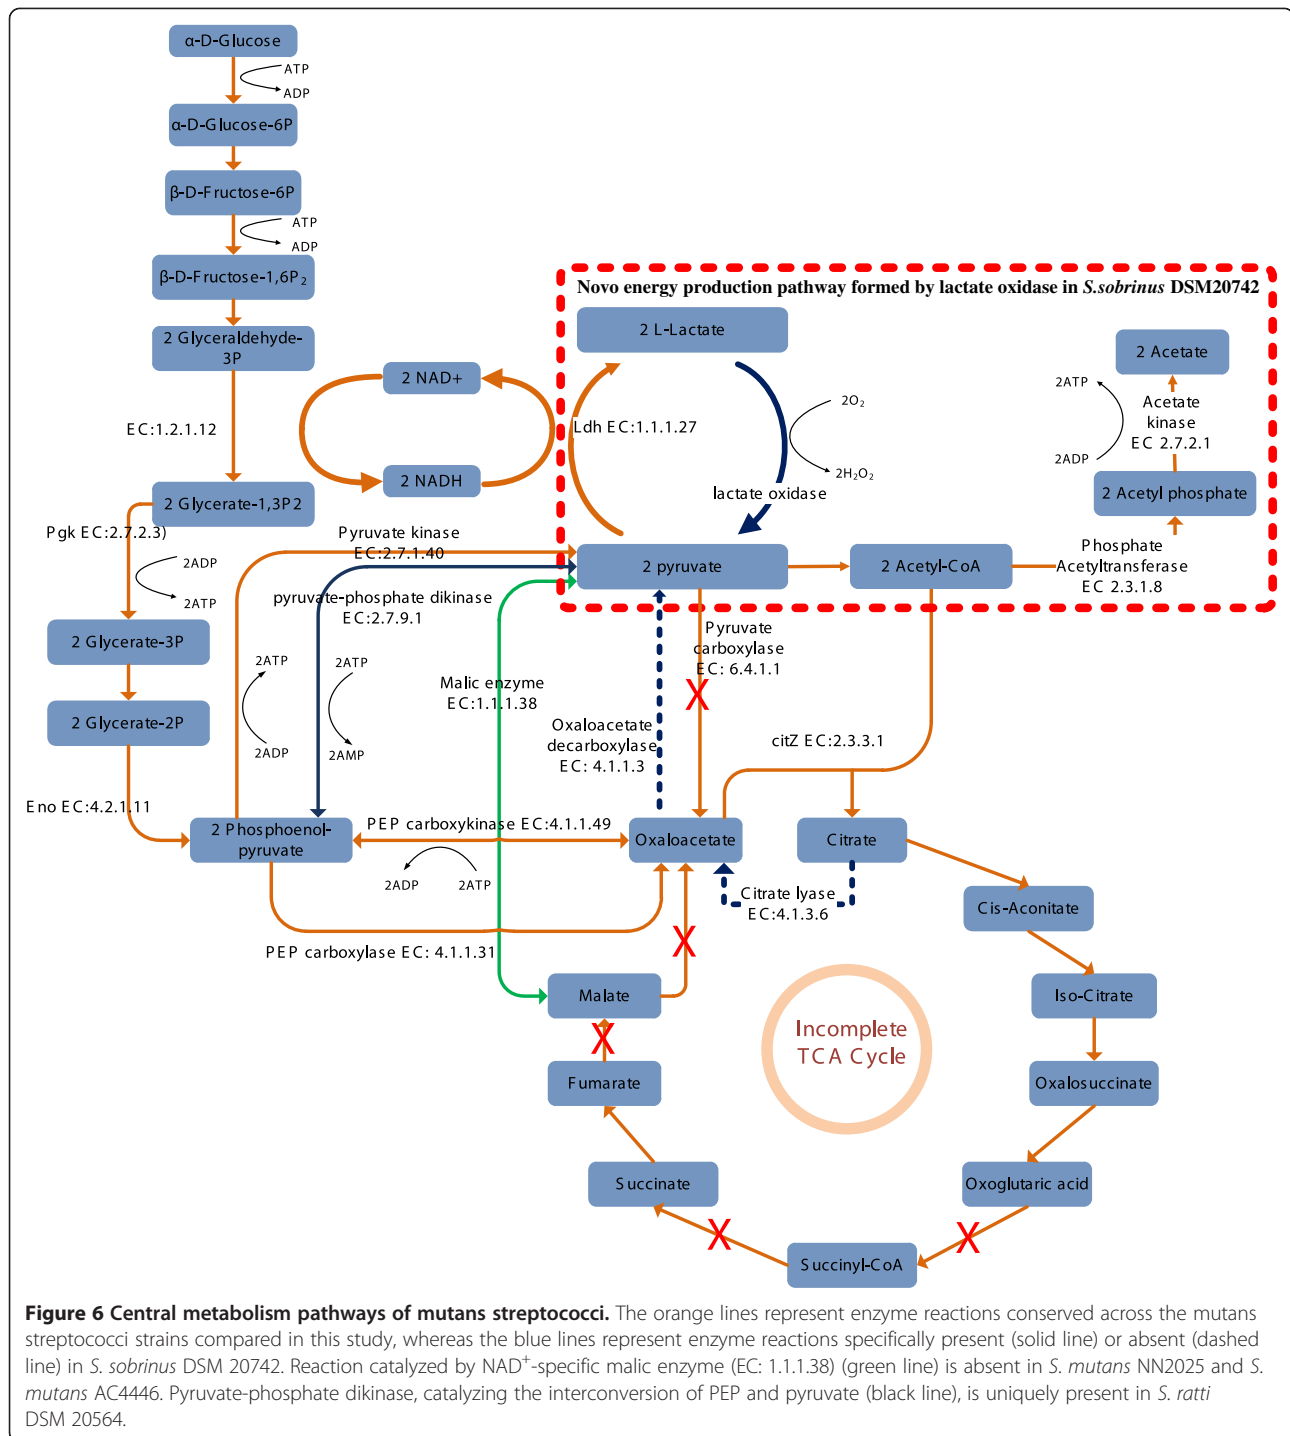 α-D-Glucose
ATP
ADP
α-D-Glucose-6P
β-D-Fructose-6P
ATP
ADP
β-D-Fructose-1,6P2
2 Glyceraldehyde-
3P
EC:1.2.1.12
2 Glycerate-1,3P2
Pgk EC:2.7.2.3)
2ADP
2ATP
2 Glycerate-3P
2 Glycerate-2P
Eno EC:4.2.1.11
2 Phosphoenol-
pyruvate
2 NAD+
2 NADH
Novo energy production pathway formed by lactate oxidase in S.sobrinus DSM20742
2 L-Lactate
Ldh EC:1.1.1.27
2O2
2H2O2
lactate oxidase
2 pyruvate
2 Acetyl-CoA
2 Acetate
2ATP
2ADP
Acetate
kinase
EC 2.7.2.1
2 Acetyl phosphate
Phosphate
Acetyltransferase
EC 2.3.1.8
Pyruvate kinase
EC:2.7.1.40
pyruvate-phosphate dikinase
EC:2.7.9.1
2ATP
2ADP
2ATP
2AMP
Malic enzyme
EC:1.1.1.38
Pyruvate
carboxylase
EC: 6.4.1.1
X
Oxaloacetate
decarboxylase
EC: 4.1.1.3
citZ EC:2.3.3.1
PEP carboxykinase EC:4.1.1.49
2ADP
2ATP
Oxaloacetate
Citrate
Citrate lyase
EC:4.1.3.6
PEP carboxylase EC: 4.1.1.31
X
Cis-Aconitate
Malate
Iso-Citrate
X
Incomplete
TCA Cycle
Fumarate
Oxalosuccinate
Succinate
Oxoglutaric acid
X
X
Succinyl-CoA
Figure 6 Central metabolism pathways of mutans streptococci. The orange lines represent enzyme reactions conserved across the mutans
streptococci strains compared in this study, whereas the blue lines represent enzyme reactions specifically present (solid line) or absent (dashed
line) in S. sobrinus DSM 20742. Reaction catalyzed by NAD+-specific malic enzyme (EC: 1.1.1.38) (green line) is absent in S. mutans NN2025 and S.
mutans AC4446. Pyruvate-phosphate dikinase, catalyzing the interconversion of PEP and pyruvate (black line), is uniquely present in S. ratti
DSM 20564.